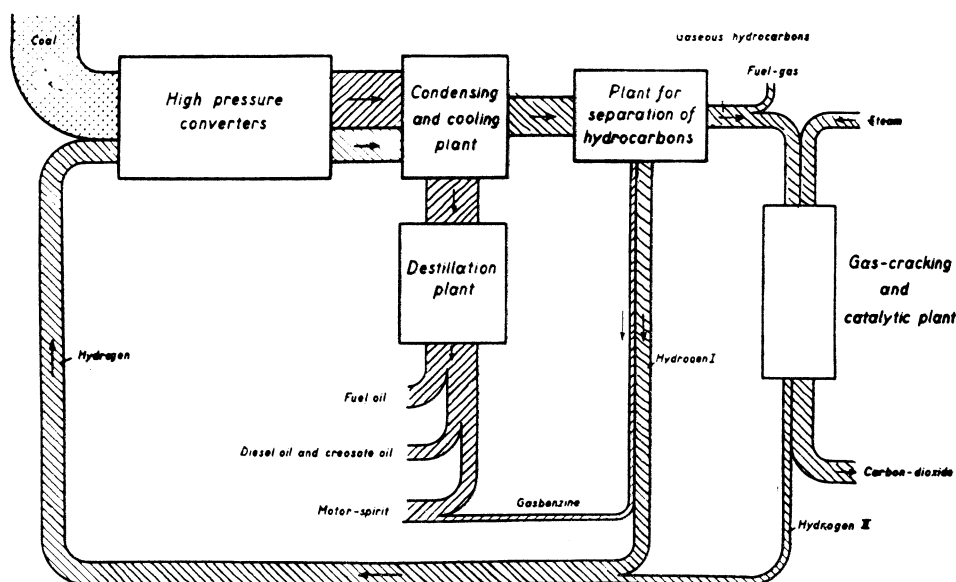 Coal
High pressure
converters
Condensing
and cooling
plant
Plant for
separation of
hydrocarbons
Gaseous hydrocarbons
Fuel-gas
Steam
Destillation
plant
Gas-cracking
and
catalytic plant
Hydrogen
Hydrogen I
Fuel oil
Diesel oil and creosote oil
Motor-spirit
Gasbenzine
Carbon-dioxide
Hydrogen II